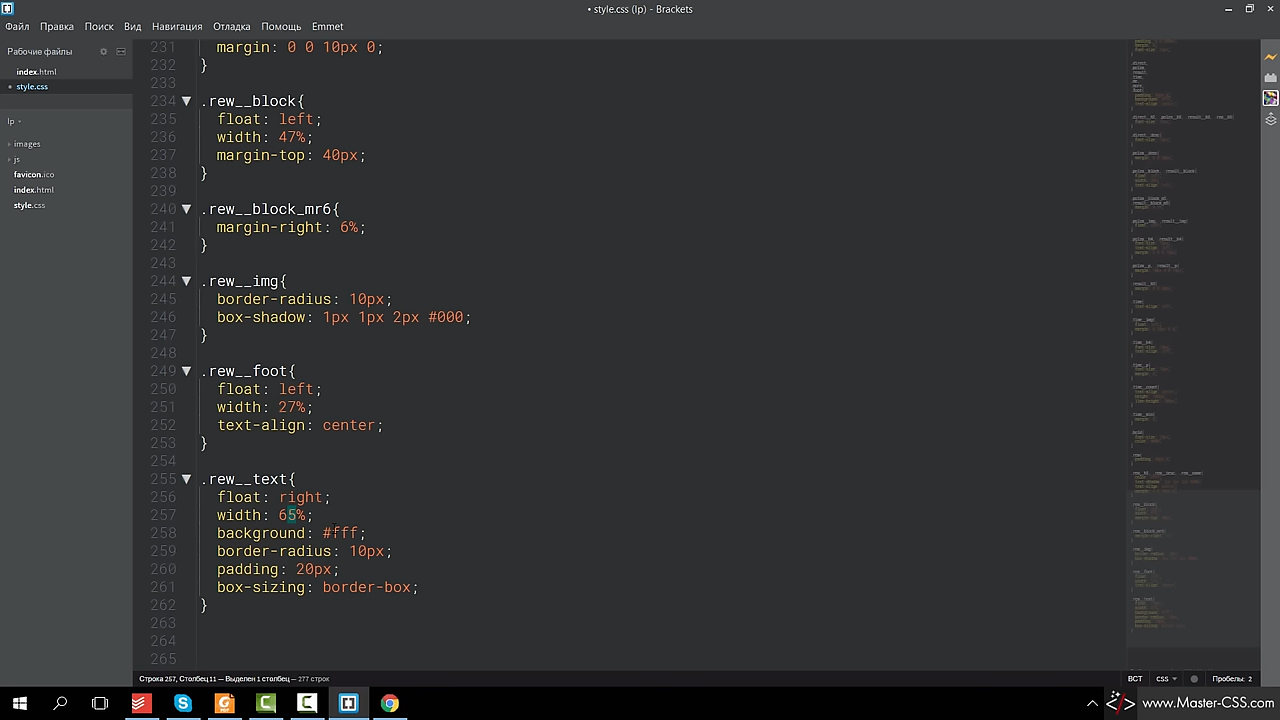 • style.css (lp) - Brackets
Файл Правка Поиск Вид Навигация Отладка Помощь Emmet
Рабочие файлы
index.html
• style.css
lp
images
js
favicon.ico
index.html
style.css
231 margin: 0 0 10px 0;
232 }
233
234 .rew__block{
235 float: left;
236 width: 47%;
237 margin-top: 40px;
238 }
239
240 .rew__block_mr6{
241 margin-right: 6%;
242 }
243
244 .rew__img{
245 border-radius: 10px;
246 box-shadow: 1px 1px 2px #000;
247 }
248
249 .rew__foot{
250 float: left;
251 width: 27%;
252 text-align: center;
253 }
254
255 .rew__text{
256 float: right;
257 width: 65%;
258 background: #fff;
259 border-radius: 10px;
260 padding: 20px;
261 box-sizing: border-box;
262 }
263
264
265
Строка 257, Столбец 11 — Выделен 1 столбец — 277 строк
ВСТ CSS Пробелы: 2
www.Master-CSS.com